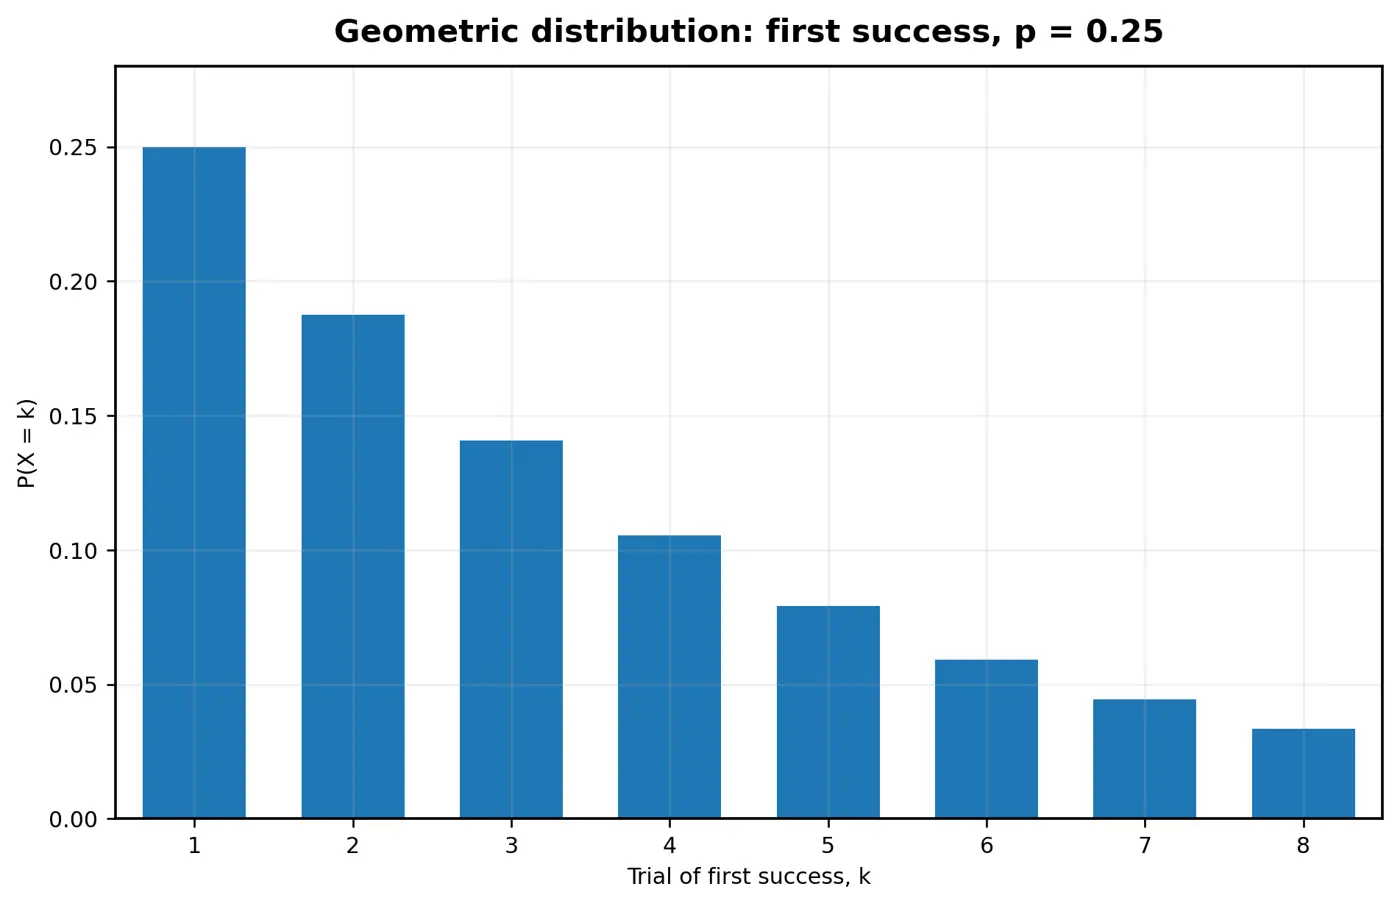 Geometric distribution: first success, p = 0.25
P(X = k)
0.25
0.20
0.15
0.10
0.05
0.00
1 2 3 4 5 6 7 8
Trial of first success, k